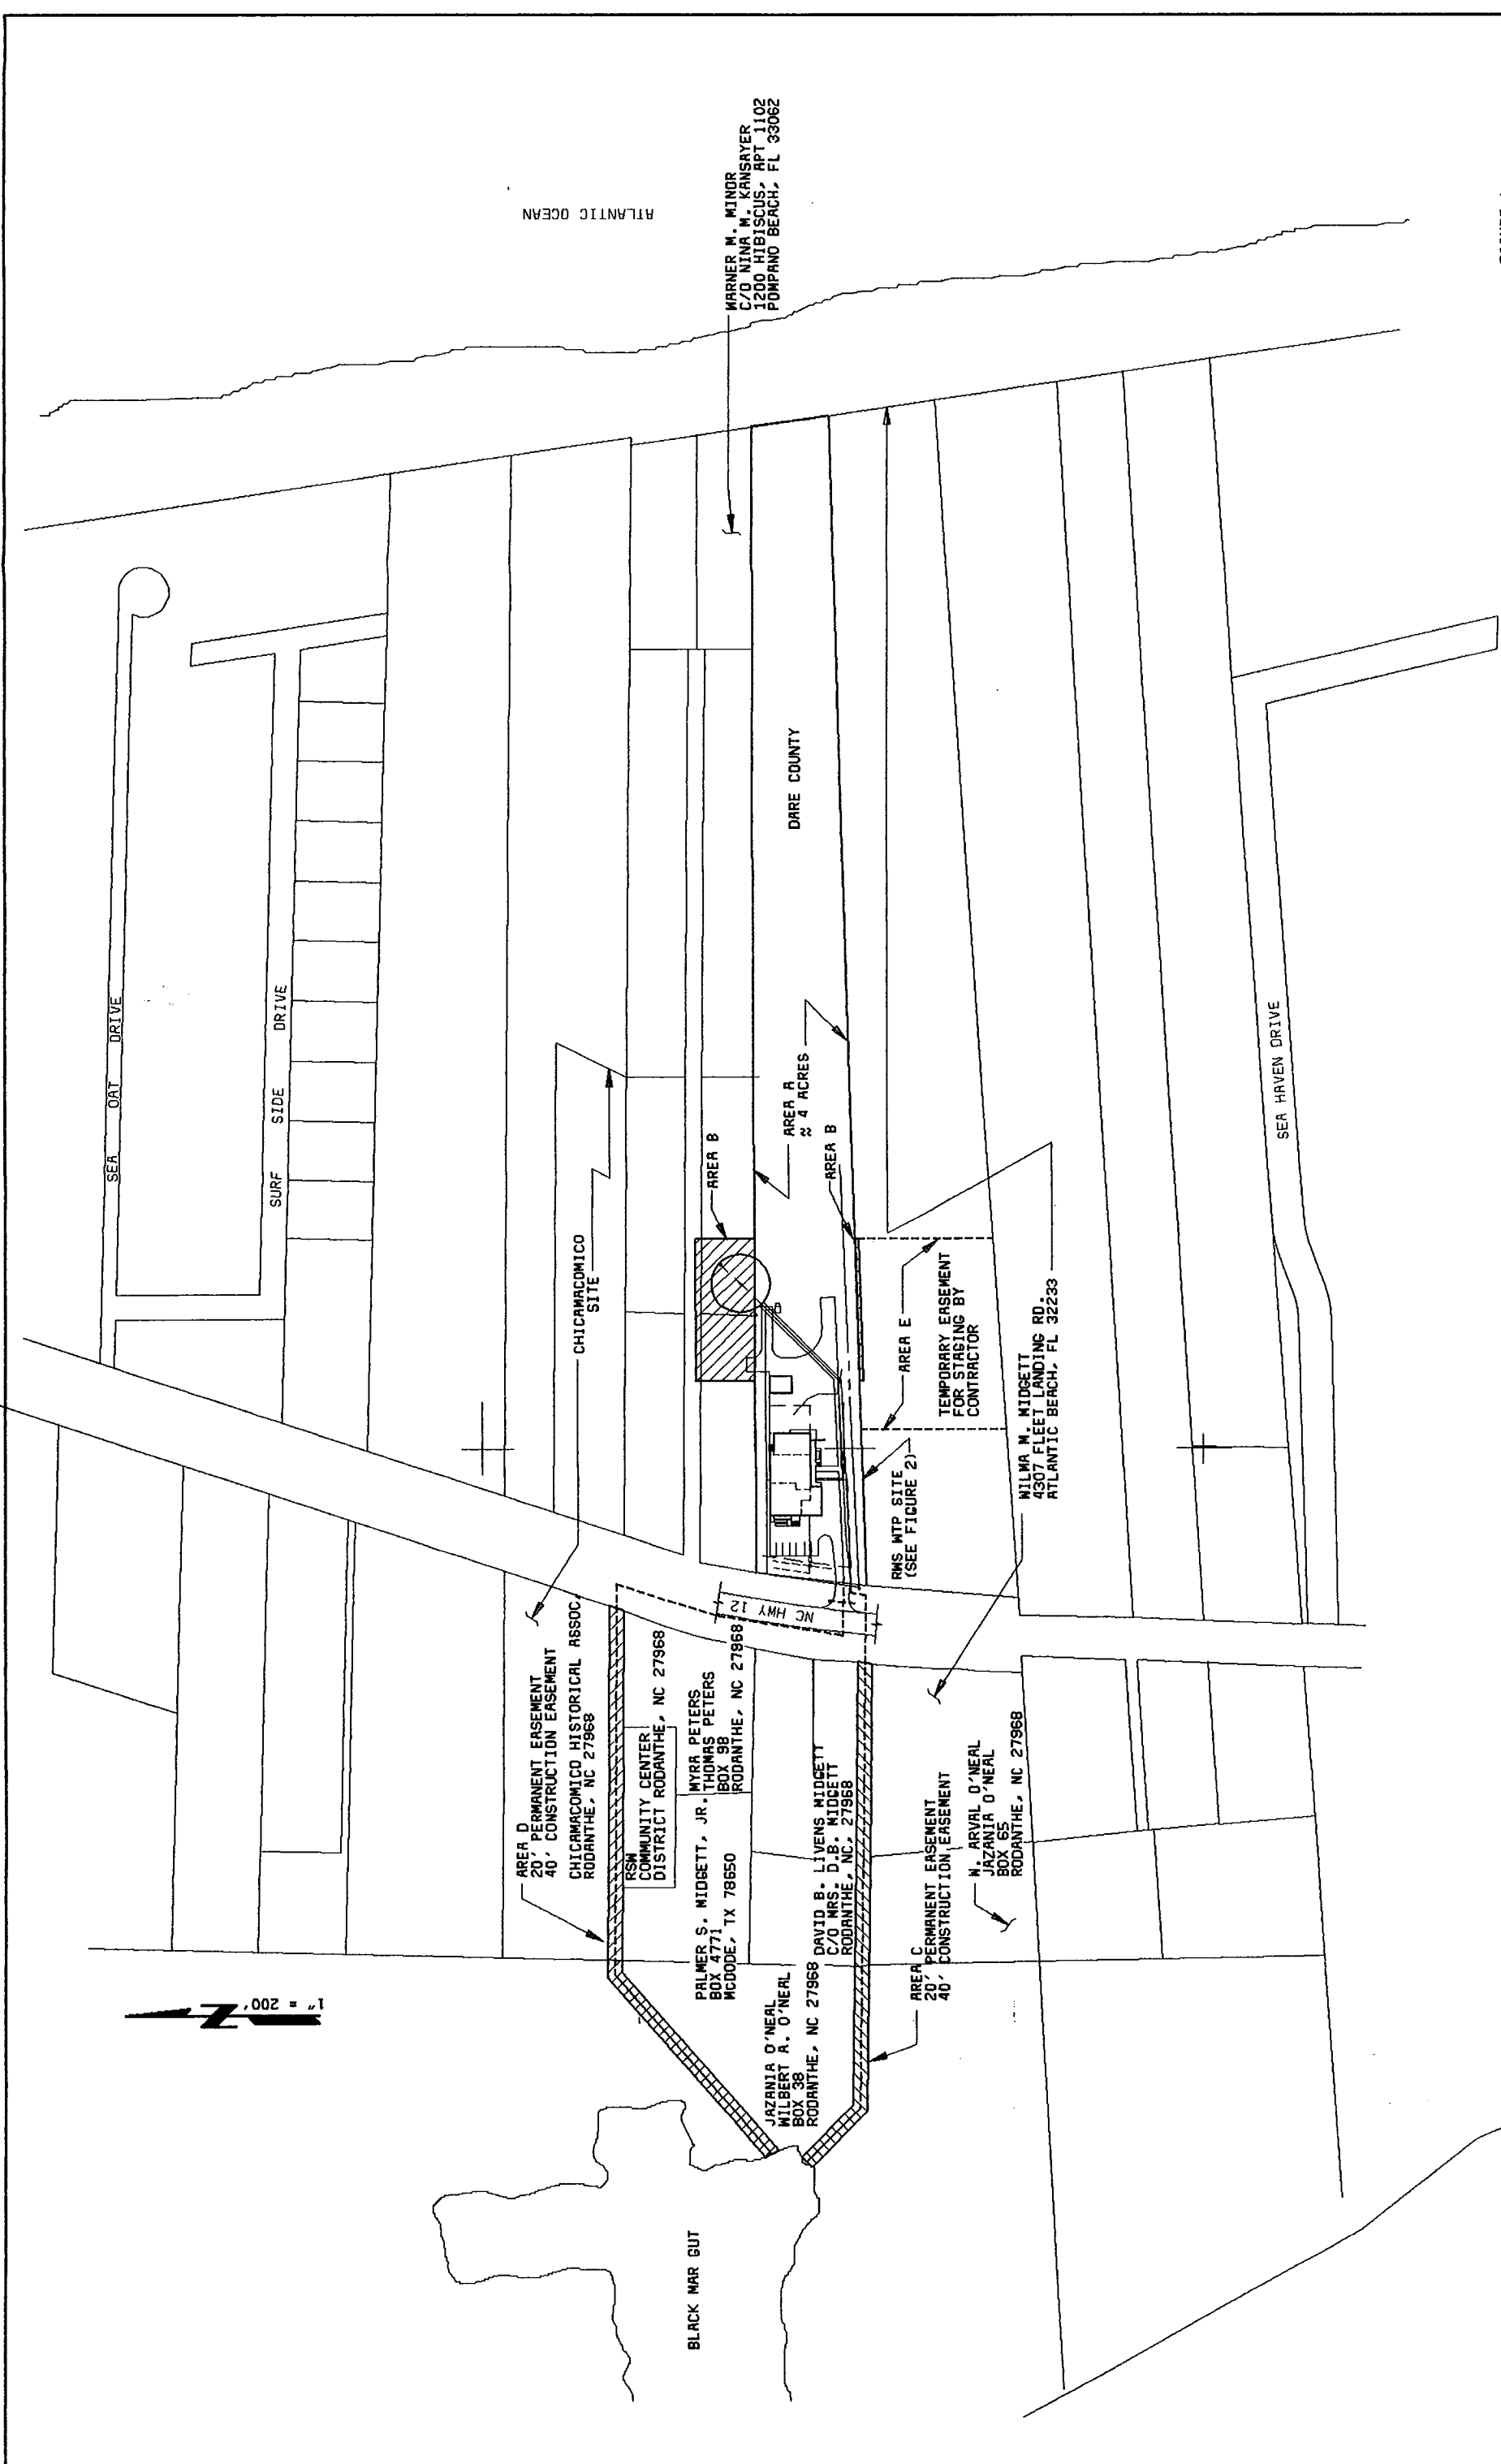 ATLANTIC OCEAN
WARNER M. MINOR
C/O NINA M. KANSAYER
1200 HIBISCUS, APT 1102
POMPANO BEACH, FL 33062
SEA OAT DRIVE
SURF SIDE DRIVE
DARE COUNTY
CHICAMACOMICO
SITE
AREA B
AREA A
≈ 4 ACRES
AREA B
AREA E
TEMPORARY EASEMENT
FOR STAGING BY
CONTRACTOR
SEA HAVEN DRIVE
WILMA M. MIDGETT
4307 FLEET LANDING RD.
ATLANTIC BEACH, FL 32233
RWS WTP SITE
(SEE FIGURE 2)
NC HWY 12
AREA D
20' PERMANENT EASEMENT
40' CONSTRUCTION EASEMENT
CHICAMACOMICO HISTORICAL ASSOC.
RODANTHE, NC 27968
RSW
COMMUNITY CENTER
DISTRICT RODANTHE, NC 27968
MYRA PETERS
THOMAS PETERS
BOX 98
RODANTHE, NC 27968
PALMER S. MIDGETT, JR.
BOX 4771
MCDODE, TX 78650
DAVID B. LIVENS MIDGETT
C/O MRS. D.B. MIDGETT
RODANTHE, NC, 27968
JAZANIA O'NEAL
WILBERT A. O'NEAL
BOX 38
RODANTHE, NC 27968
AREA C
20' PERMANENT EASEMENT
40' CONSTRUCTION EASEMENT
W. ARVAL O'NEAL
JAZANIA O'NEAL
BOX 65
RODANTHE, NC 27968
BLACK MAR GUT
N
1" = 200'